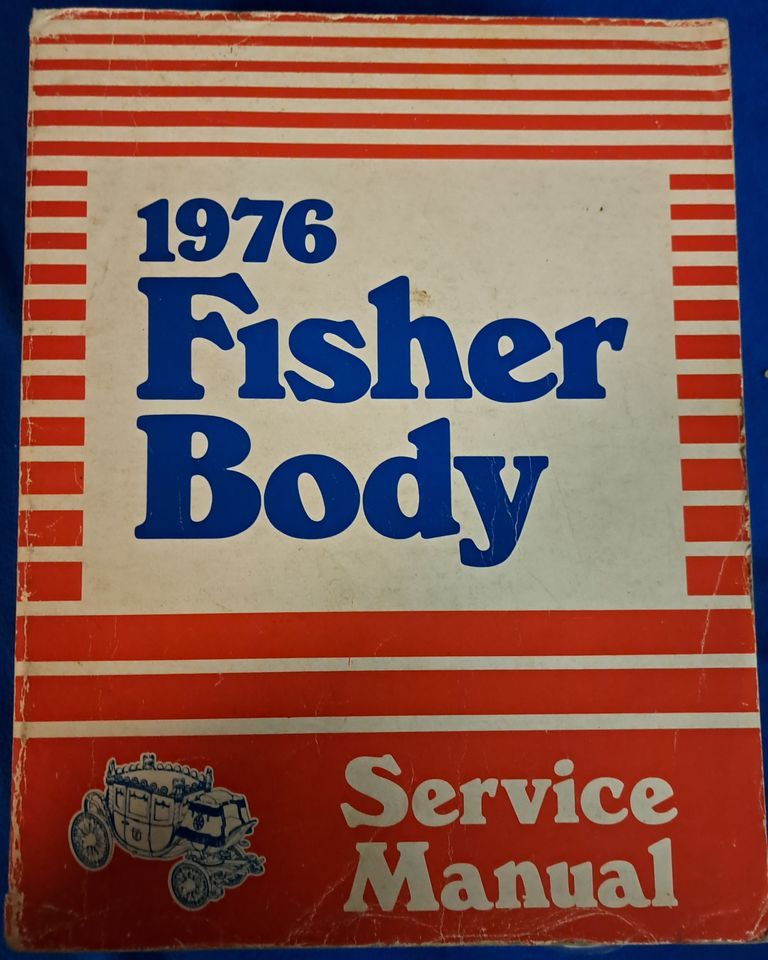 1976
Fisher
Body
Service
Manual